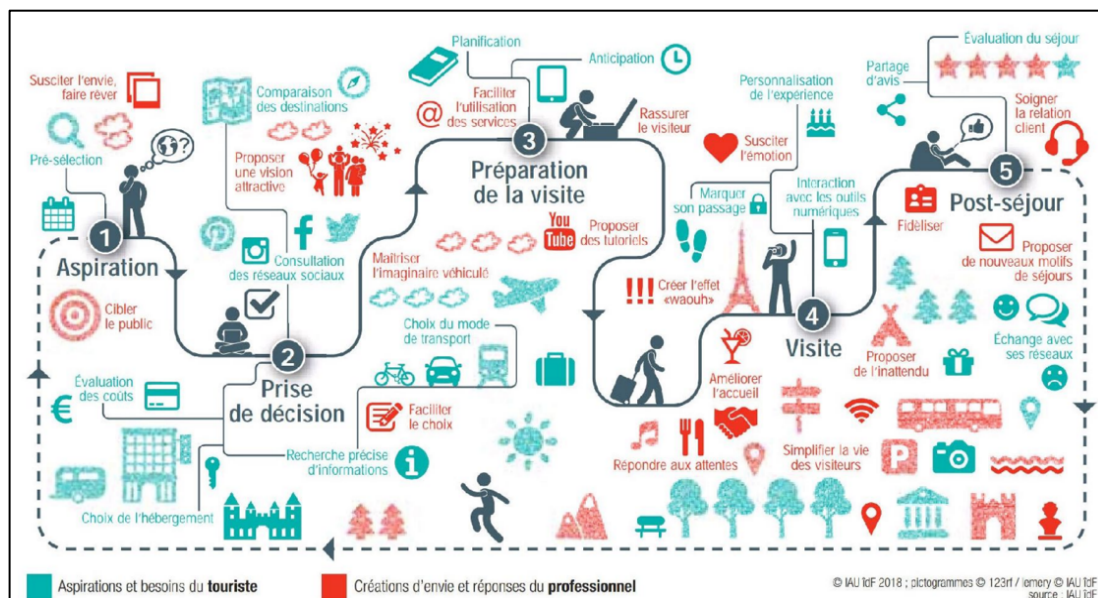 Susciter l'envie,
faire rêver
Pré-sélection
1
Aspiration
Cibler
le public
Comparaison
des destinations
Proposer
une vision
attractive
Consultation
des réseaux sociaux
2
Prise
de décision
Évaluation
des coûts
€
Choix de l'hébergement
Recherche précise
d'informations
i
Faciliter
le choix
Choix du mode
de transport
Maîtriser
l'imaginaire véhiculé
Planification
Anticipation
@
Faciliter
l'utilisation
des services
Rassurer
le visiteur
3
Préparation
de la visite
You
Tube
Proposer
des tutoriels
Personnalisation
de l'expérience
Susciter
l'émotion
Marquer
son passage
Interaction
avec les outils
numériques
!!! Créer l'effet
«waouh»
4
Visite
Améliorer
l'accueil
Répondre aux attentes
Simplifier la vie
des visiteurs
P
Proposer
de l'inattendu
Évaluation du séjour
Partage
d'avis
Soigner
la relation
client
5
Post-séjour
Fidéliser
Proposer
de nouveaux motifs
de séjours
Échange avec
ses réseaux
Aspirations et besoins du touriste
Créations d'envie et réponses du professionnel
© IAU îdF 2018 ; pictogrammes © 123rf / lemery © IAU îdF
source : IAU îdF